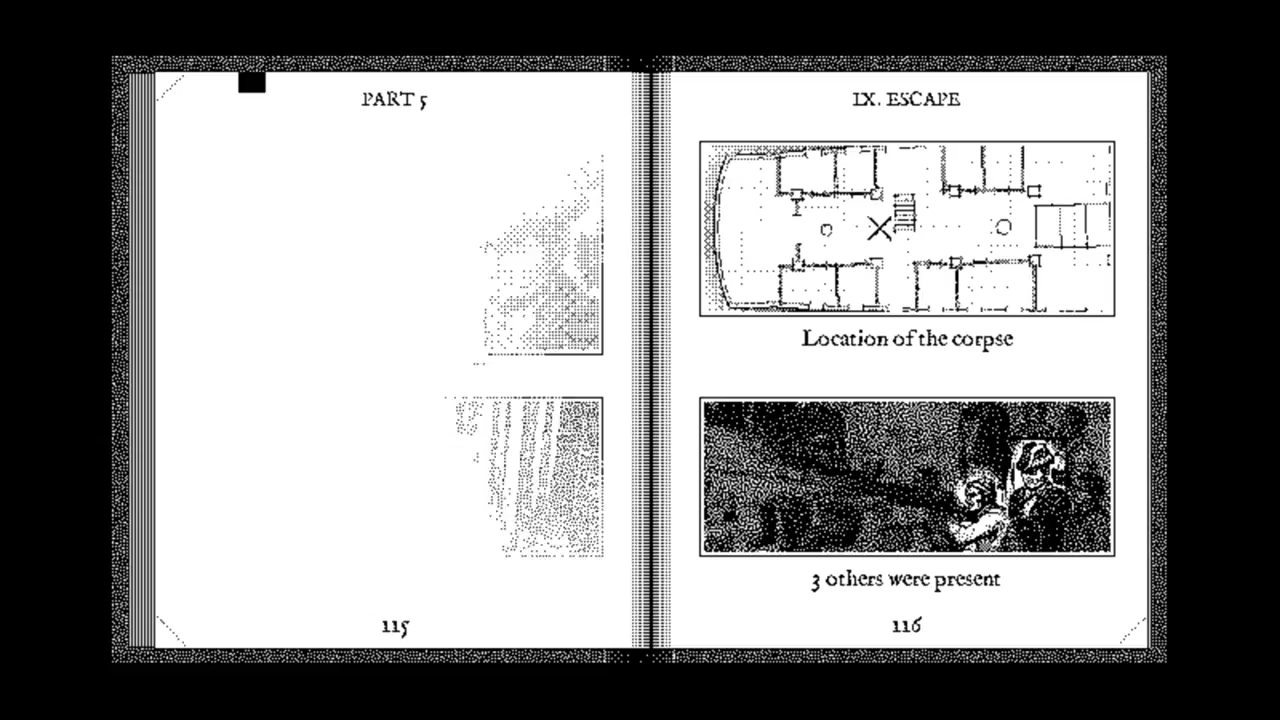 PART 5
115
IX. ESCAPE
Location of the corpse
3 others were present
116